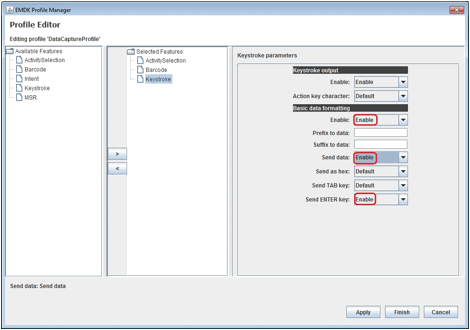 EMDK Profile Manager
Profile Editor
Editing profile 'DataCaptureProfile'
Available Features
ActivitySelection
Barcode
Intent
Keystroke
MSR
>
<
Selected Features
ActivitySelection
Barcode
Keystroke
Keystroke parameters
Keystroke output
Enable: Enable
Action key character: Default
Basic data formatting
Enable: Enable
Prefix to data:
Suffix to data:
Send data: Enable
Send as hex: Default
Send TAB key: Default
Send ENTER key: Enable
Send data: Send data
Apply Finish Cancel